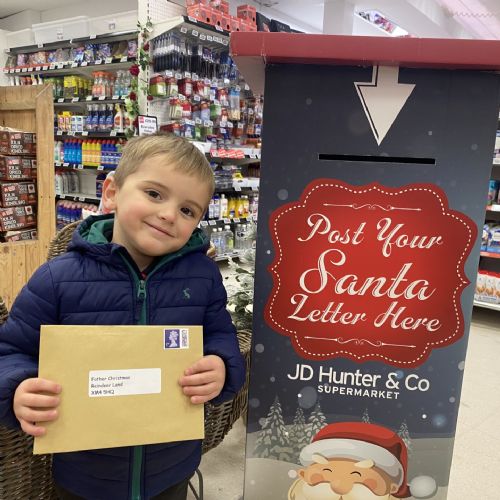 Post Your
Santa
Letter Here
JD Hunter & Co
SUPERMARKET
Father Christmas
Reindeer Land
XM4 5HQ